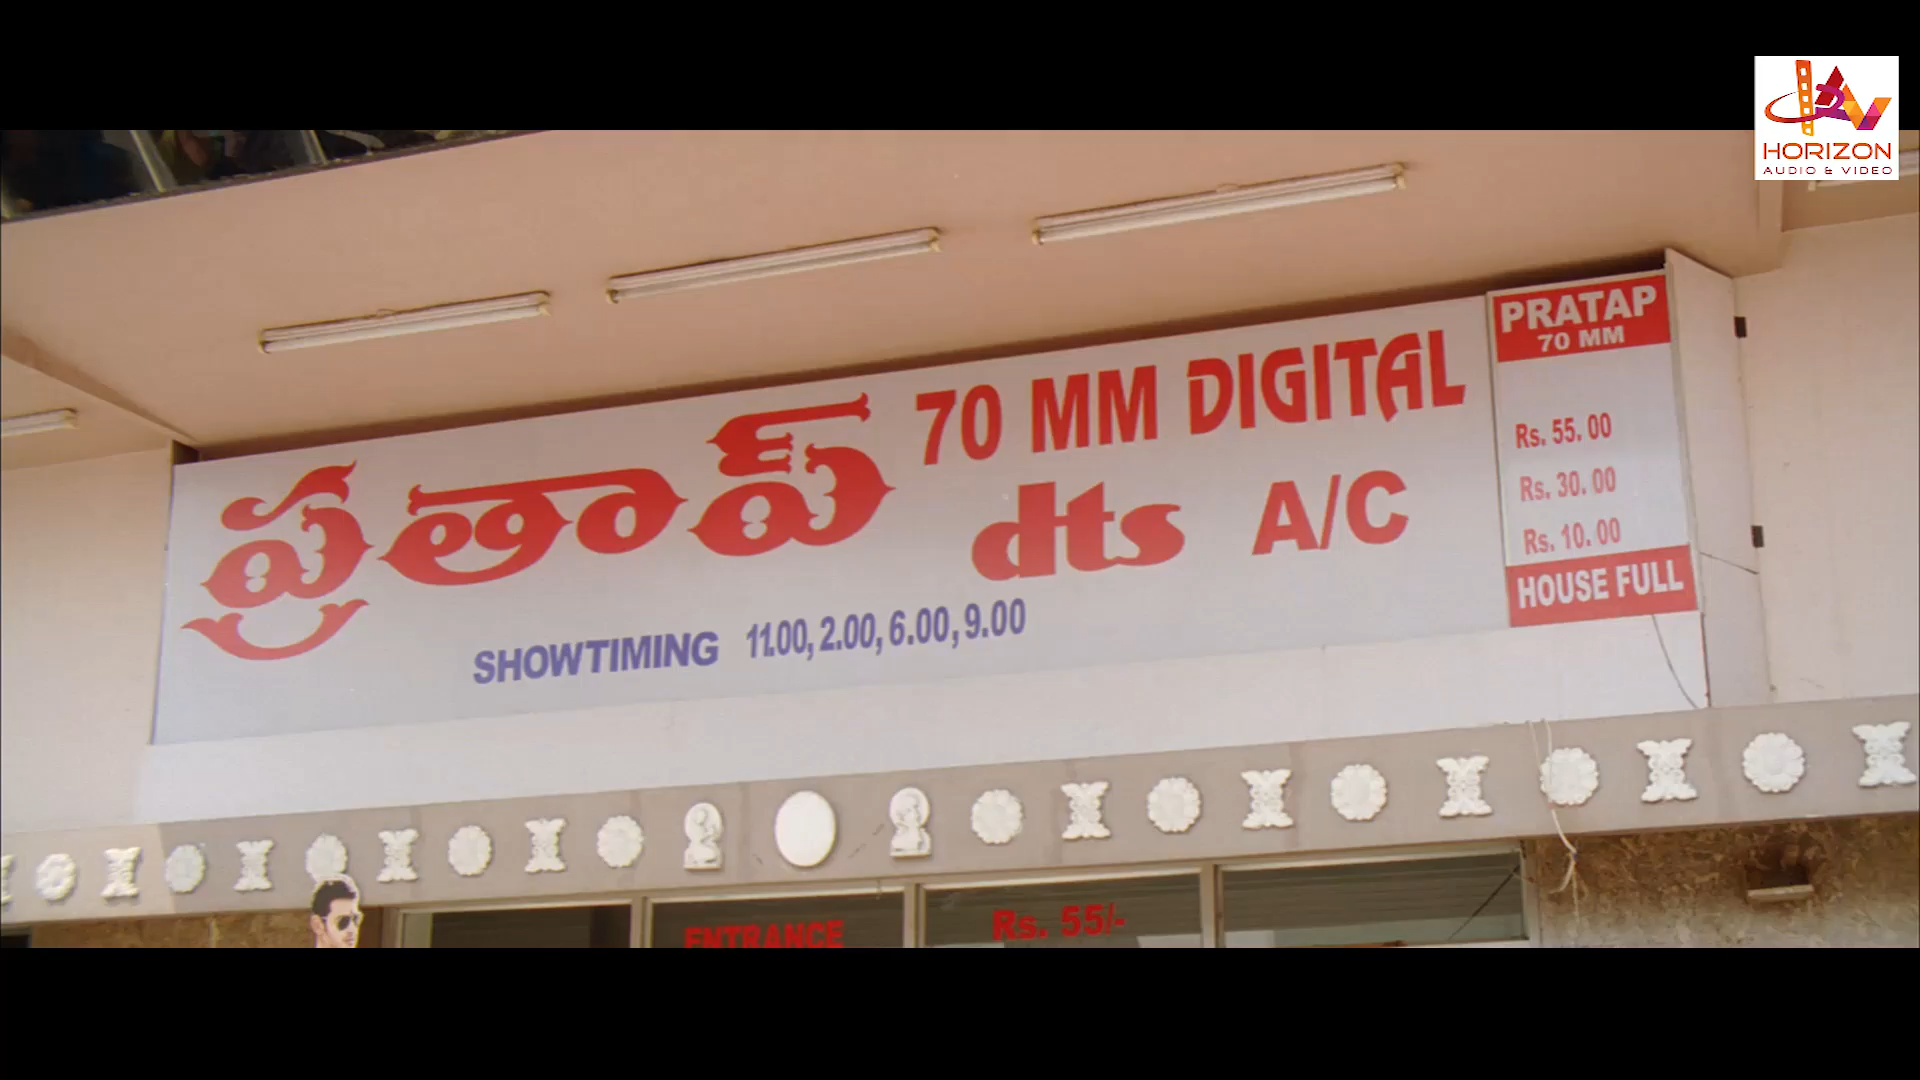 HORIZON
AUDIO & VIDEO
ప్రతాప్ 70 MM DIGITAL
dts A/C
SHOWTIMING 11.00, 2.00, 6.00, 9.00
PRATAP
70 MM
Rs. 55. 00
Rs. 30. 00
Rs. 10. 00
HOUSE FULL
ENTRANCE
Rs. 55/-